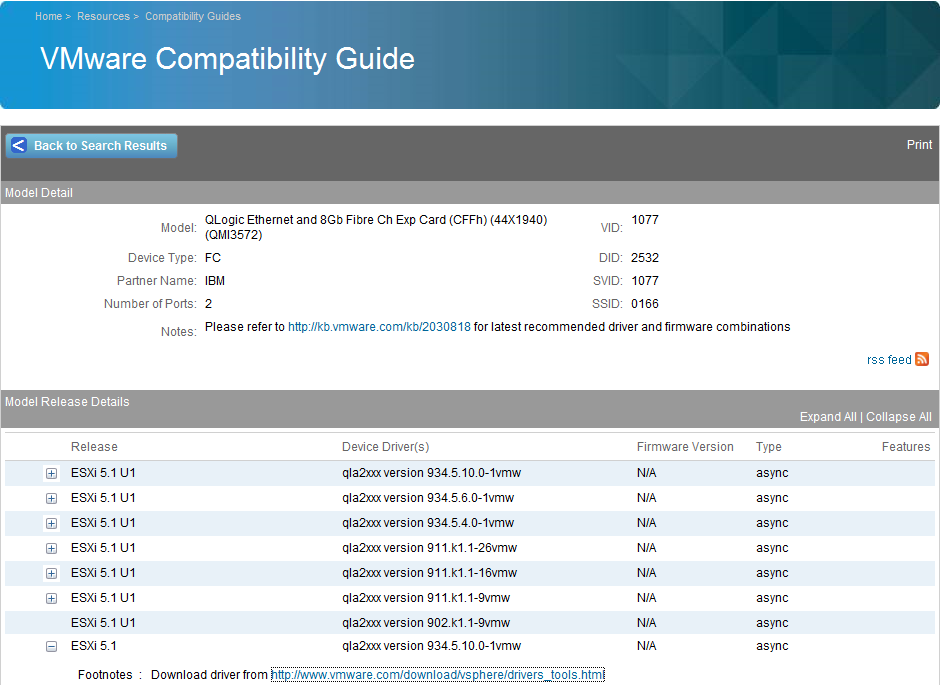 Home > Resources > Compatibility Guides
VMware Compatibility Guide
Back to Search Results
Print
Model Detail
Model: QLogic Ethernet and 8Gb Fibre Ch Exp Card (CFFh) (44X1940) (QMI3572) VID: 1077
Device Type: FC DID: 2532
Partner Name: IBM SVID: 1077
Number of Ports: 2 SSID: 0166
Notes: Please refer to http://kb.vmware.com/kb/2030818 for latest recommended driver and firmware combinations
rss feed
Model Release Details
Expand All | Collapse All
Release Device Driver(s) Firmware Version Type Features
ESXi 5.1 U1 qla2xxx version 934.5.10.0-1vmw N/A async
ESXi 5.1 U1 qla2xxx version 934.5.6.0-1vmw N/A async
ESXi 5.1 U1 qla2xxx version 934.5.4.0-1vmw N/A async
ESXi 5.1 U1 qla2xxx version 911.k1.1-26vmw N/A async
ESXi 5.1 U1 qla2xxx version 911.k1.1-16vmw N/A async
ESXi 5.1 U1 qla2xxx version 911.k1.1-9vmw N/A async
ESXi 5.1 U1 qla2xxx version 902.k1.1-9vmw N/A async
ESXi 5.1 qla2xxx version 934.5.10.0-1vmw N/A async
Footnotes : Download driver from http://www.vmware.com/download/vsphere/drivers_tools.html